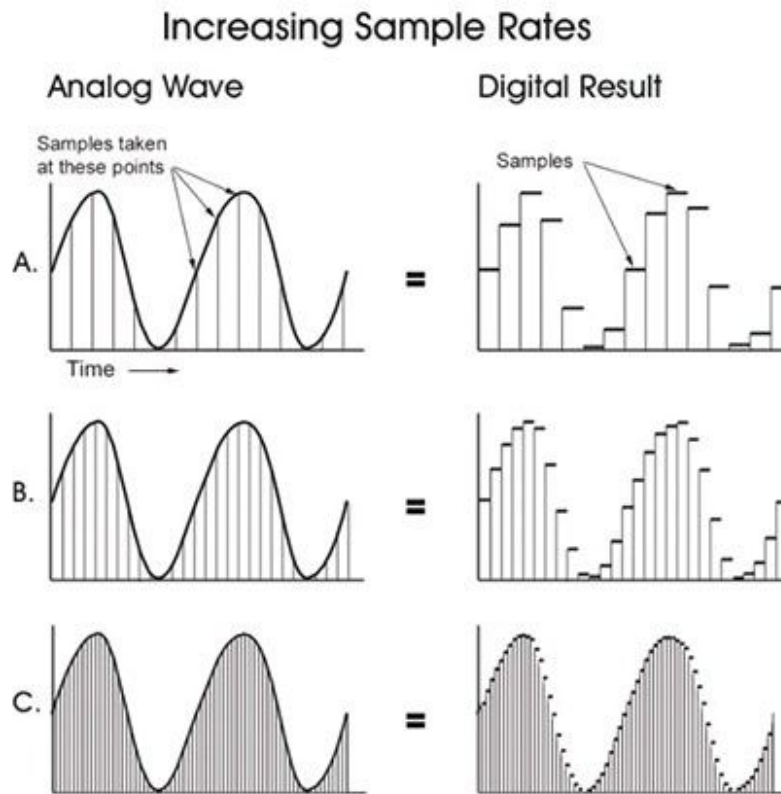 Increasing Sample Rates
Analog Wave
Digital Result
Samples taken
at these points
Samples
A.
=
Time
B.
=
C.
=